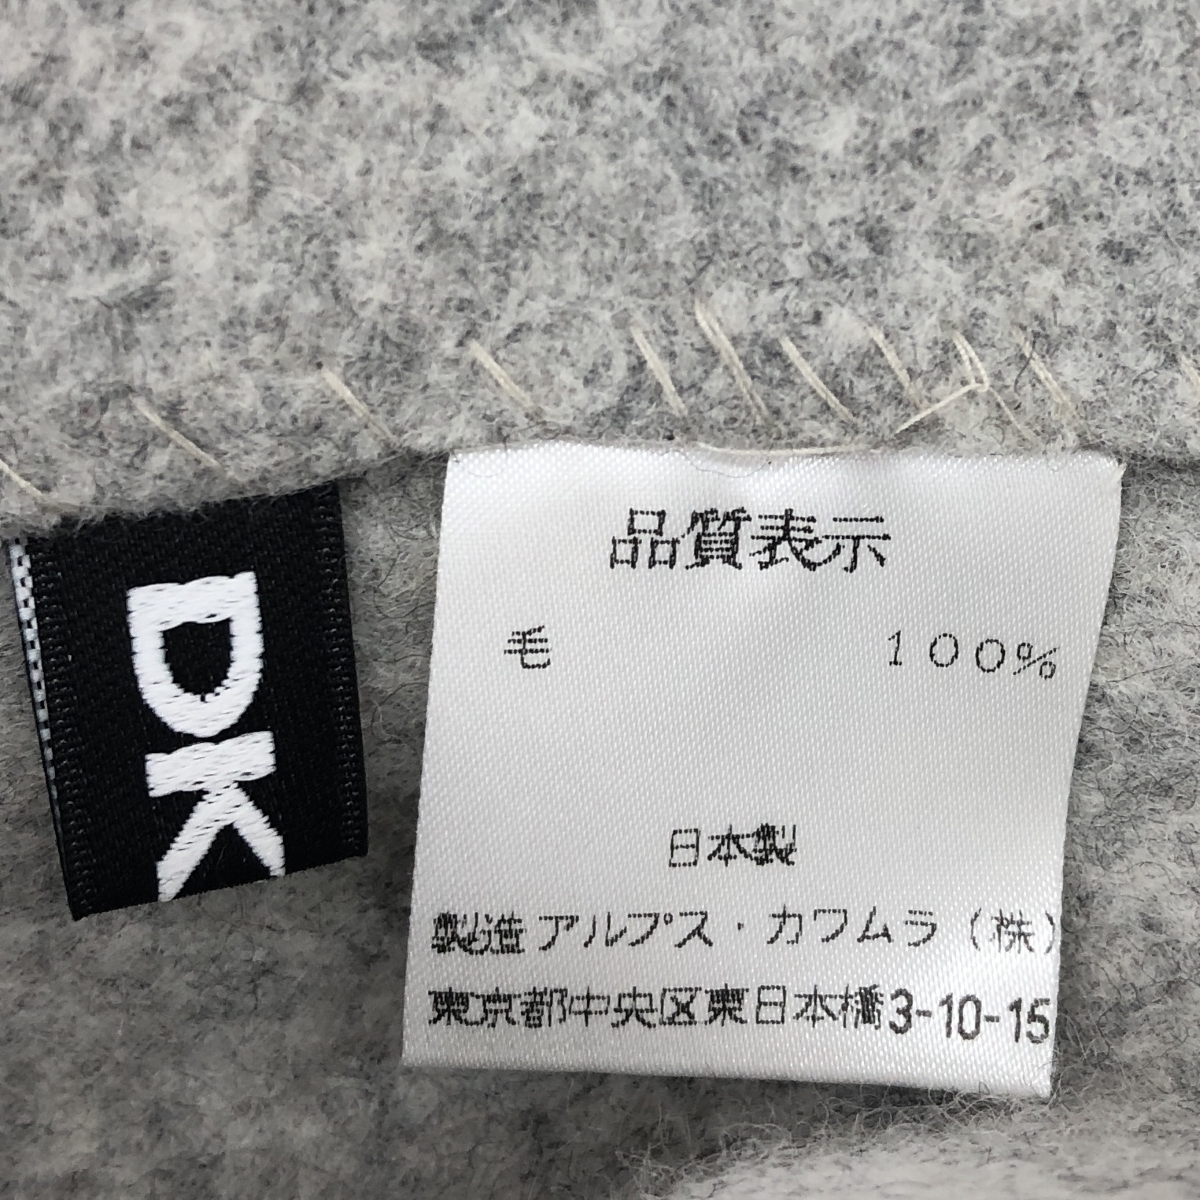 DK
品質表示
毛 100%
日本製
製造 アルプス・カワムラ (株)
東京都中央区東日本橋3-10-15